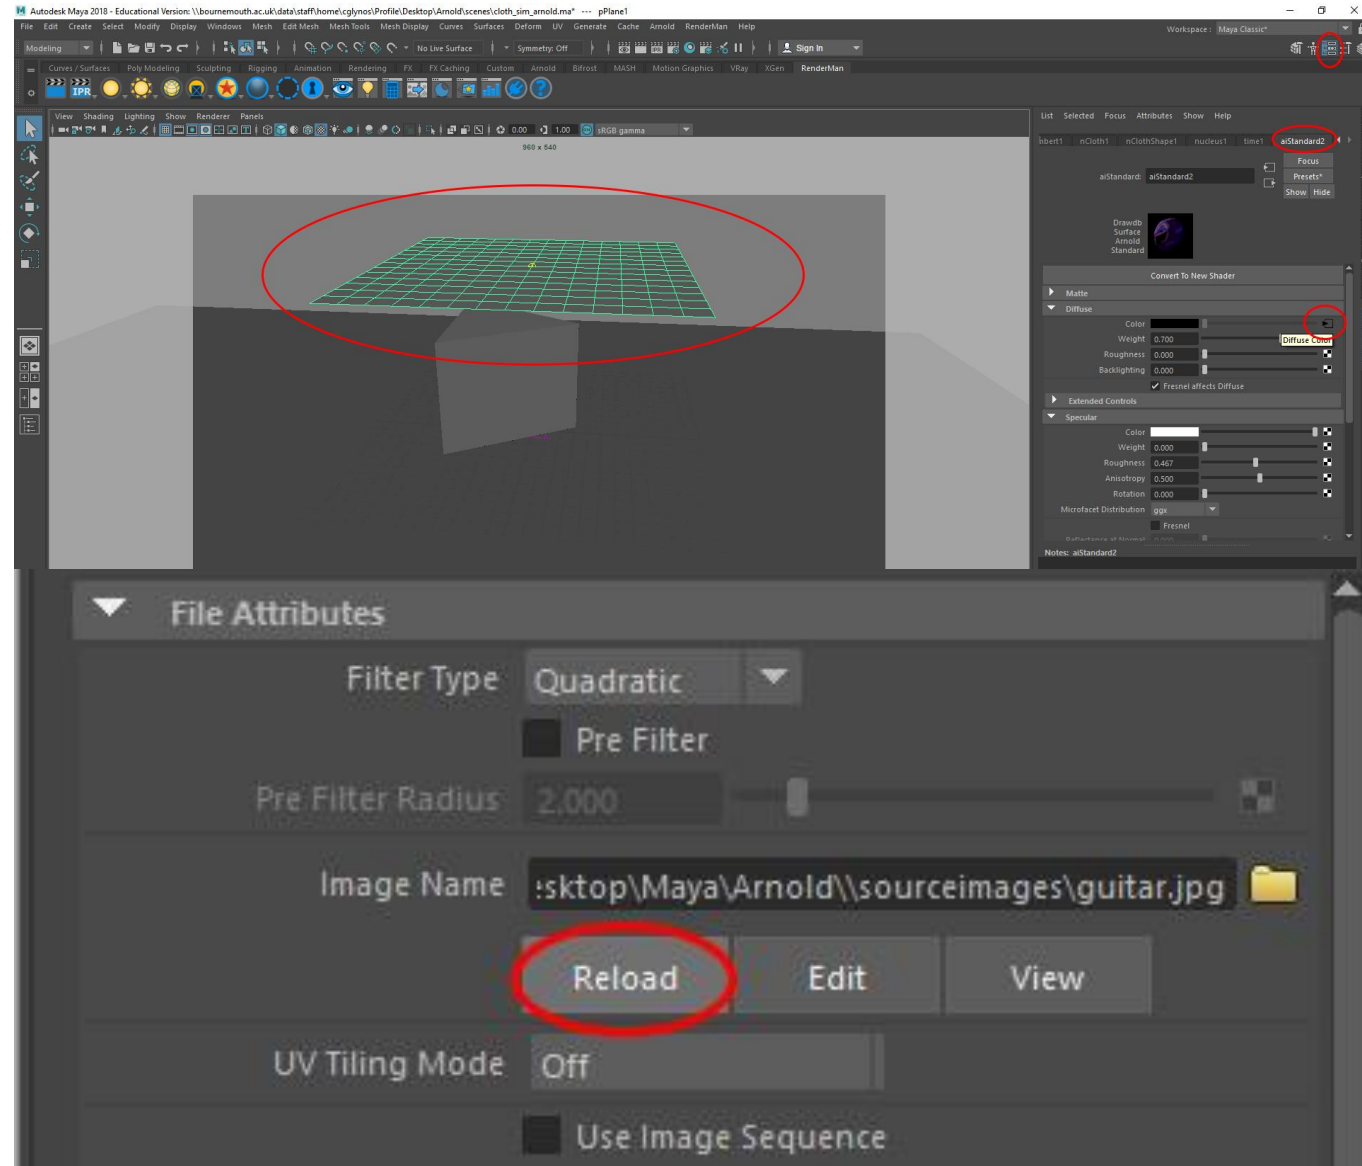 Autodesk Maya 2018 - Educational Version: \\bournemouth.ac.uk\data\staff\home\cglynos\Profile\Desktop\Arnold\scenes\cloth_sim_arnold.ma* --- pPlane1
File Edit Create Select Modify Display Windows Mesh Edit Mesh Mesh Tools Mesh Display Curves Surfaces Deform UV Generate Cache Arnold RenderMan Help
Workspace : Maya Classic*
Modeling No Live Surface Symmetry: Off Sign In
Curves / Surfaces Poly Modeling Sculpting Rigging Animation Rendering FX FX Caching Custom Arnold Bifrost MASH Motion Graphics VRay XGen RenderMan
IPR
View Shading Lighting Show Renderer Panels
0.00 1.00 sRGB gamma
960 x 540
List Selected Focus Attributes Show Help
nbert1 nCloth1 nClothShape1 nucleus1 time1 aiStandard2
Focus
aiStandard: aiStandard2 Presets*
Show Hide
Drawdb
Surface
Arnold
Standard
Convert To New Shader
Matte
Diffuse
Color
Weight 0.700 Diffuse Color
Roughness 0.000
Backlighting 0.000
Fresnel affects Diffuse
Extended Controls
Specular
Color
Weight 0.000
Roughness 0.467
Anisotropy 0.500
Rotation 0.000
Microfacet Distribution ggx
Fresnel
Reflectance at Normal
Notes: aiStandard2
File Attributes
Filter Type Quadratic
Pre Filter
Pre Filter Radius 2.000
Image Name :sktop\Maya\Arnold\\sourceimages\guitar.jpg
Reload Edit View
UV Tiling Mode Off
Use Image Sequence